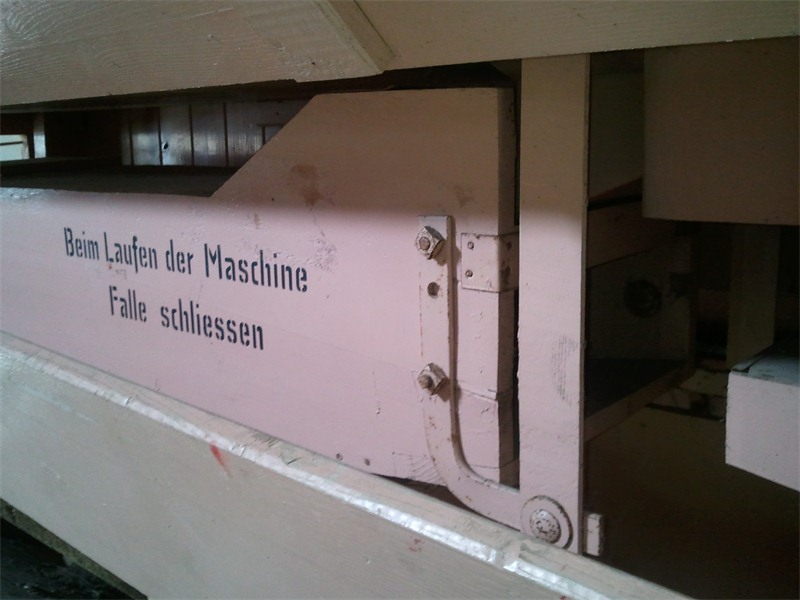 Beim Laufen der Maschine
Falle schliessen